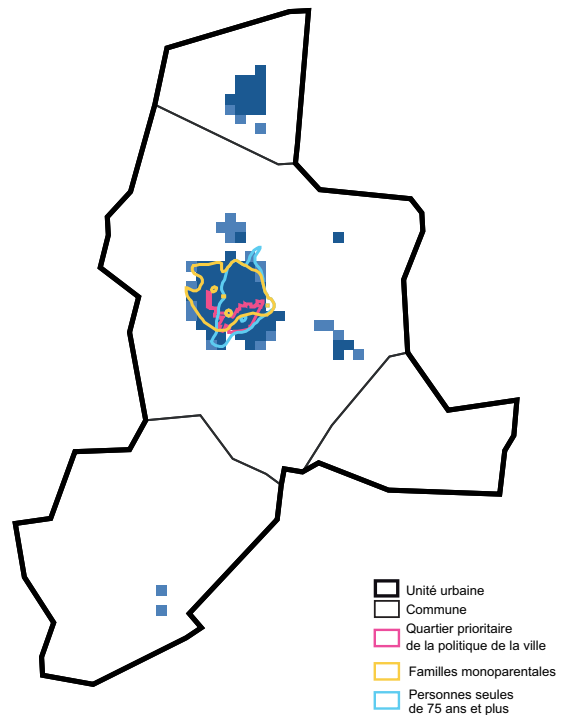 Unité urbaine
Commune
Quartier prioritaire
de la politique de la ville
Familles monoparentales
Personnes seules
de 75 ans et plus